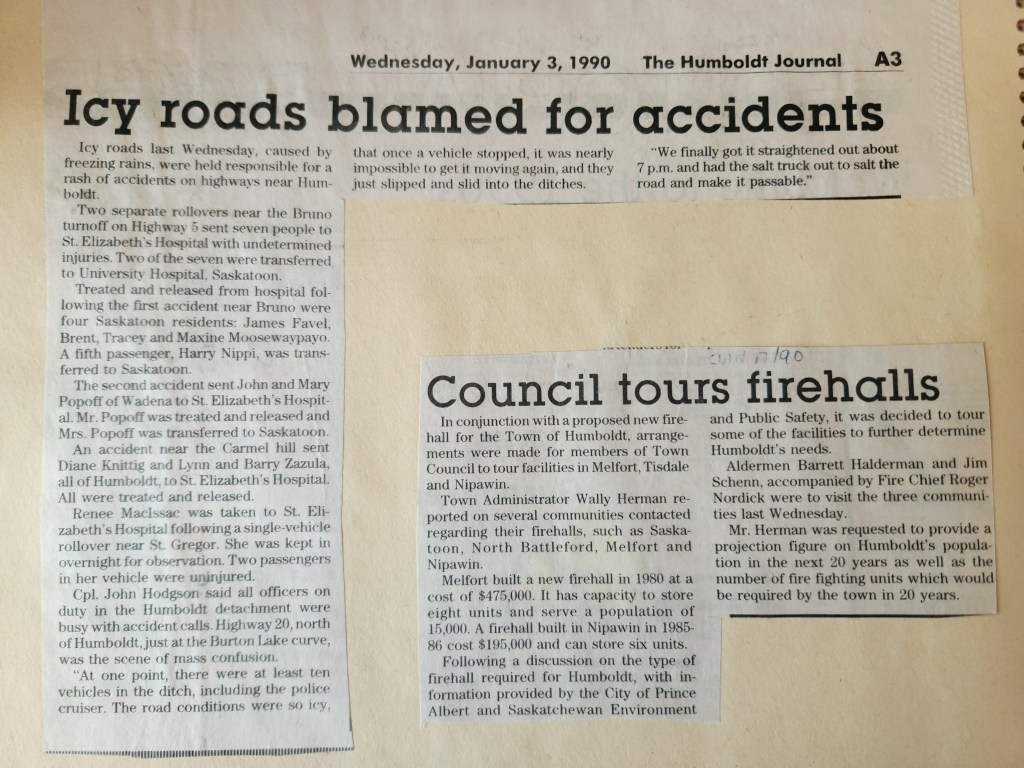 Wednesday, January 3, 1990 The Humboldt Journal A3
Icy roads blamed for accidents
Icy roads last Wednesday, caused by
freezing rains, were held responsible for a
rash of accidents on highways near Hum-
boldt.
Two separate rollovers near the Bruno
turnoff on Highway 5 sent seven people to
St. Elizabeth's Hospital with undetermined
injuries. Two of the seven were transferred
to University Hospital, Saskatoon.
Treated and released from hospital fol-
lowing the first accident near Bruno were
four Saskatoon residents: James Favel,
Brent, Tracey and Maxine Moosewaypayo.
A fifth passenger, Harry Nippi, was trans-
ferred to Saskatoon.
The second accident sent John and Mary
Popoff of Wadena to St. Elizabeth's Hospit-
al. Mr. Popoff was treated and released and
Mrs. Popoff was transferred to Saskatoon.
An accident near the Carmel hill sent
Diane Knittig and Lynn and Barry Zazula,
all of Humboldt, to St. Elizabeth's Hospital.
All were treated and released.
Renee MacIssac was taken to St. Eli-
zabeth's Hospital following a single-vehicle
rollover near St. Gregor. She was kept in
overnight for observation. Two passengers
in her vehicle were uninjured.
Cpl. John Hodgson said all officers on
duty in the Humboldt detachment were
busy with accident calls. Highway 20, north
of Humboldt, just at the Burton Lake curve,
was the scene of mass confusion.
"At one point, there were at least ten
vehicles in the ditch, including the police
cruiser. The road conditions were so icy,
that once a vehicle stopped, it was nearly
impossible to get it moving again, and they
just slipped and slid into the ditches.
"We finally got it straightened out about
7 p.m. and had the salt truck out to salt the
road and make it passable."
17/90
Council tours firehalls
In conjunction with a proposed new fire-
hall for the Town of Humboldt, arrange-
ments were made for members of Town
Council to tour facilities in Melfort, Tisdale
and Nipawin.
Town Administrator Wally Herman re-
ported on several communities contacted
regarding their firehalls, such as Saska-
toon, North Battleford, Melfort and
Nipawin.
Melfort built a new firehall in 1980 at a
cost of $475,000. It has capacity to store
eight units and serve a population of
15,000. A firehall built in Nipawin in 1985-
86 cost $195,000 and can store six units.
Following a discussion on the type of
firehall required for Humboldt, with in-
formation provided by the City of Prince
Albert and Saskatchewan Environment
and Public Safety, it was decided to tour
some of the facilities to further determine
Humboldt's needs.
Aldermen Barrett Halderman and Jim
Schenn, accompanied by Fire Chief Roger
Nordick were to visit the three communi-
ties last Wednesday.
Mr. Herman was requested to provide a
projection figure on Humboldt's popula-
tion in the next 20 years as well as the
number of fire fighting units which would
be required by the town in 20 years.